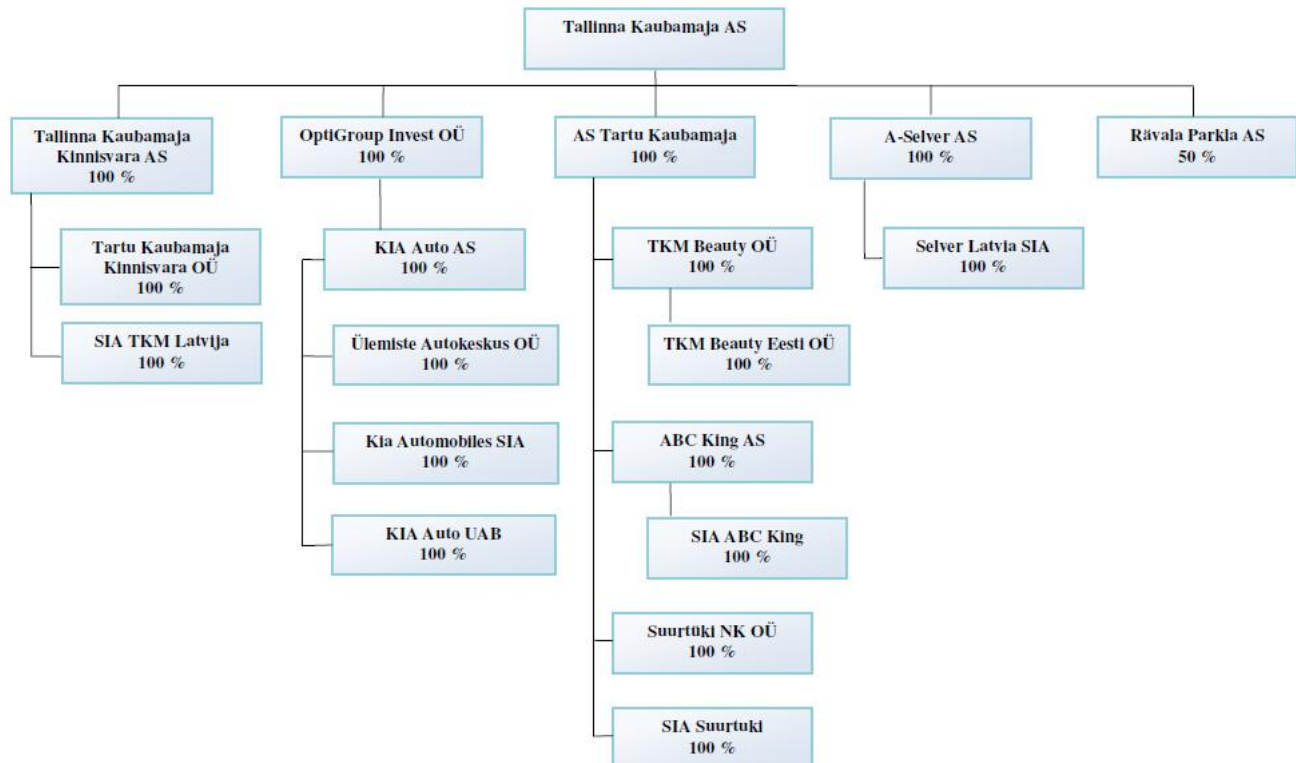 Tallinna Kaubamaja AS
Tallinna Kaubamaja
Kinnisvara AS
100 %
OptiGroup Invest OÜ
100 %
AS Tartu Kaubamaja
100 %
A-Selver AS
100 %
Rävala Parkla AS
50 %
Tartu Kaubamaja
Kinnisvara OÜ
100 %
SIA TKM Latvija
100 %
KIA Auto AS
100 %
Ülemiste Autokeskus OÜ
100 %
Kia Automobiles SIA
100 %
KIA Auto UAB
100 %
TKM Beauty OÜ
100 %
TKM Beauty Eesti OÜ
100 %
ABC King AS
100 %
SIA ABC King
100 %
Suurtüki NK OÜ
100 %
SIA Suurtuki
100 %
Selver Latvia SIA
100 %